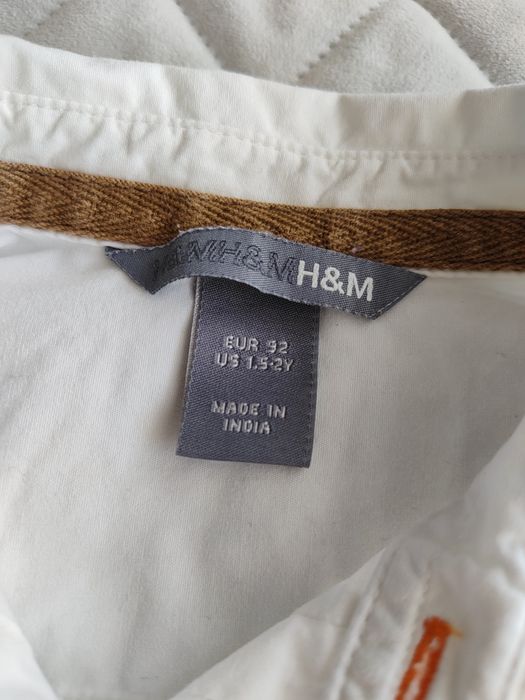 H&M H&M H&M
EUR 92
US 1.5-2Y
MADE IN
INDIA